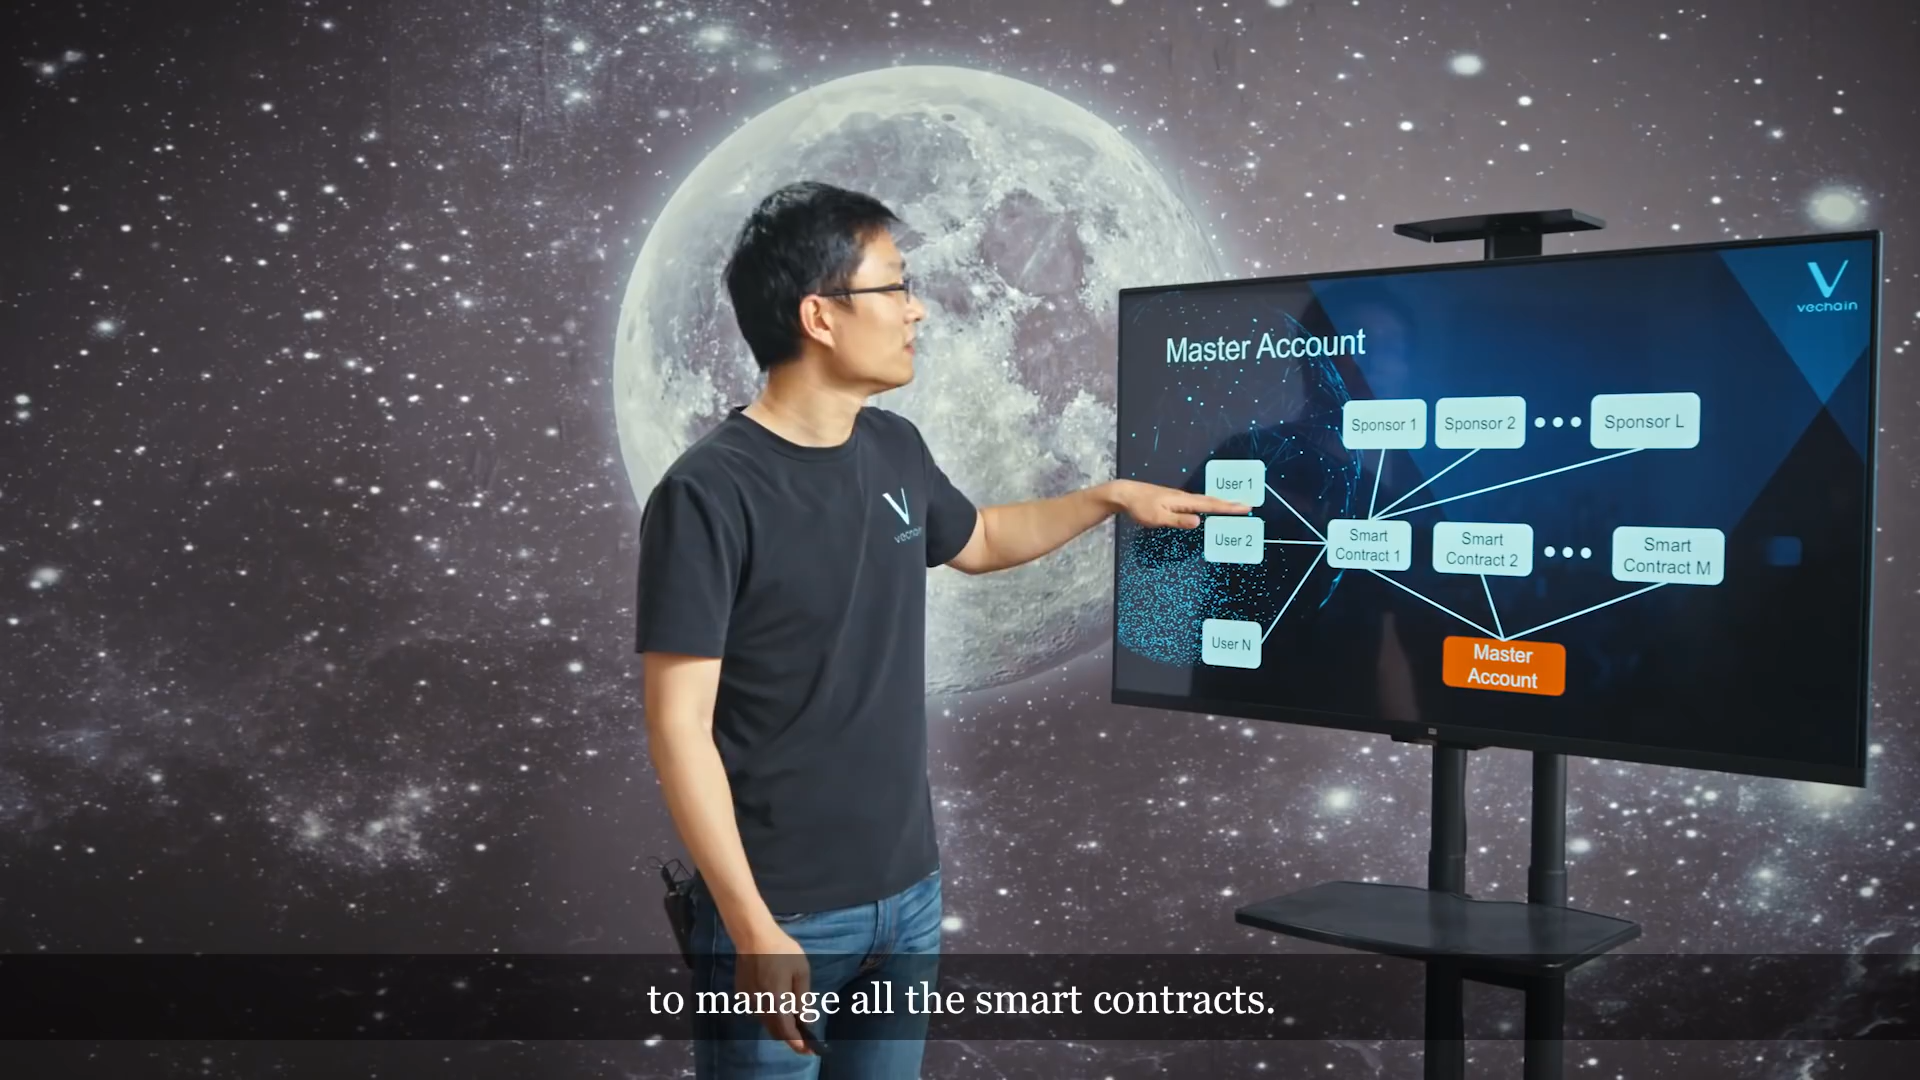 vechain
Master Account
Sponsor 1
Sponsor 2
Sponsor L
User 1
User 2
User N
Smart
Contract 1
Smart
Contract 2
Smart
Contract M
Master
Account
vechain
to manage all the smart contracts.